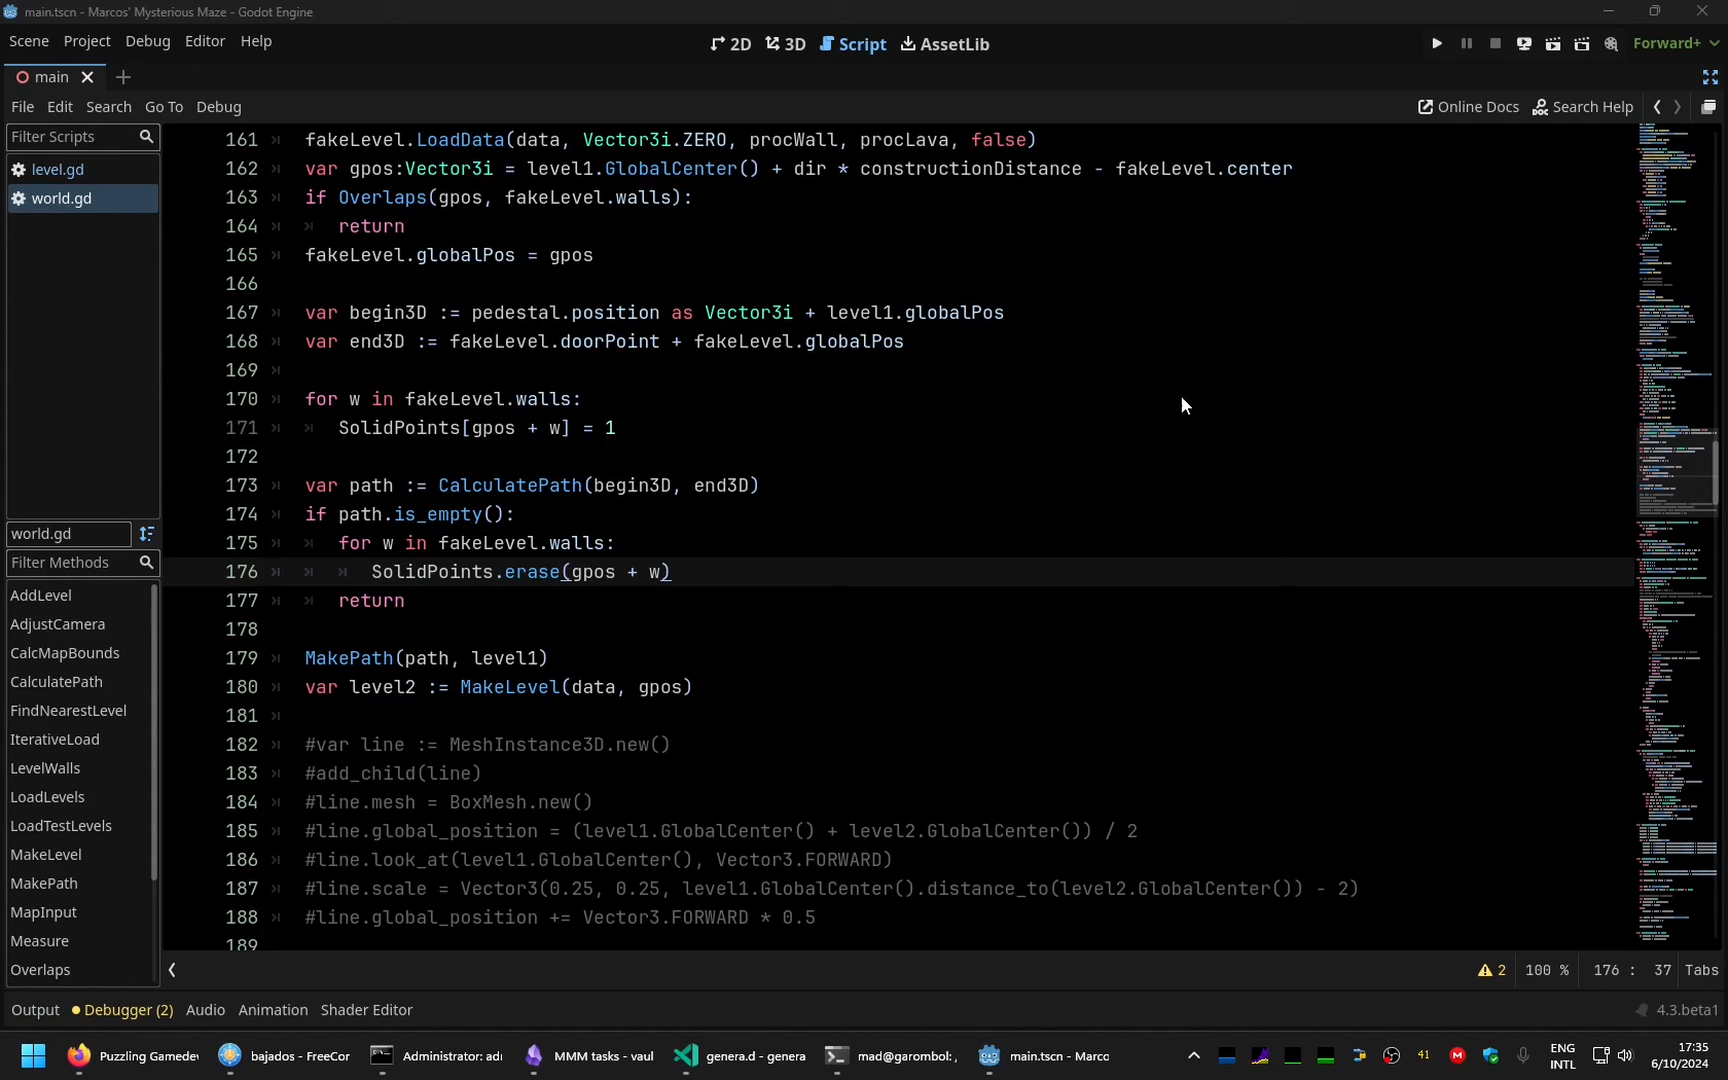 main.tscn - Marcos' Mysterious Maze - Godot Engine
Scene Project Debug Editor Help
2D 3D Script AssetLib
Forward+
main
File Edit Search Go To Debug
Online Docs Search Help
Filter Scripts
level.gd
world.gd
world.gd
Filter Methods
AddLevel
AdjustCamera
CalcMapBounds
CalculatePath
FindNearestLevel
IterativeLoad
LevelWalls
LoadLevels
LoadTestLevels
MakeLevel
MakePath
MapInput
Measure
Overlaps
161 fakeLevel.LoadData(data, Vector3i.ZERO, procWall, procLava, false)
162 var gpos:Vector3i = level1.GlobalCenter() + dir * constructionDistance - fakeLevel.center
163 if Overlaps(gpos, fakeLevel.walls):
164 return
165 fakeLevel.globalPos = gpos
166
167 var begin3D := pedestal.position as Vector3i + level1.globalPos
168 var end3D := fakeLevel.doorPoint + fakeLevel.globalPos
169
170 for w in fakeLevel.walls:
171 SolidPoints[gpos + w] = 1
172
173 var path := CalculatePath(begin3D, end3D)
174 if path.is_empty():
175 for w in fakeLevel.walls:
176 SolidPoints.erase(gpos + w)
177 return
178
179 MakePath(path, level1)
180 var level2 := MakeLevel(data, gpos)
181
182 #var line := MeshInstance3D.new()
183 #add_child(line)
184 #line.mesh = BoxMesh.new()
185 #line.global_position = (level1.GlobalCenter() + level2.GlobalCenter()) / 2
186 #line.look_at(level1.GlobalCenter(), Vector3.FORWARD)
187 #line.scale = Vector3(0.25, 0.25, level1.GlobalCenter().distance_to(level2.GlobalCenter()) - 2)
188 #line.global_position += Vector3.FORWARD * 0.5
189
2 100 % 176 : 37 Tabs
Output Debugger (2) Audio Animation Shader Editor
4.3.beta1
Puzzling Gamedev bajados - FreeCor Administrator: adı MMM tasks - vaul genera.d - genera mad@garombol: , main.tscn - Marco
41
ENG
INTL
17:35
6/10/2024